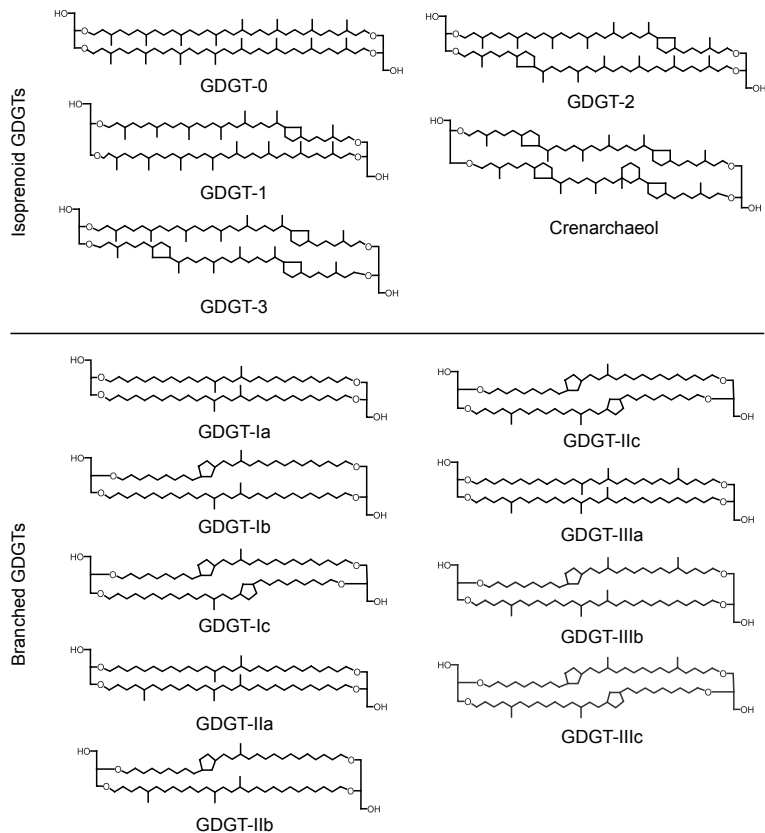 Isoprenoid GDGTs
HO
O
O
O
O
OH
GDGT-0
HO
O
O
O
O
OH
GDGT-2
HO
O
O
O
O
OH
GDGT-1
HO
O
O
O
O
OH
Crenarchaeol
HO
O
O
O
O
OH
GDGT-3
Branched GDGTs
HO
O
O
O
O
OH
GDGT-Ia
HO
O
O
O
O
OH
GDGT-IIc
HO
O
O
O
O
OH
GDGT-Ib
HO
O
O
O
O
OH
GDGT-IIIa
HO
O
O
O
O
OH
GDGT-Ic
HO
O
O
O
O
OH
GDGT-IIIb
HO
O
O
O
O
OH
GDGT-IIa
HO
O
O
O
O
OH
GDGT-IIIc
HO
O
O
O
O
OH
GDGT-IIb